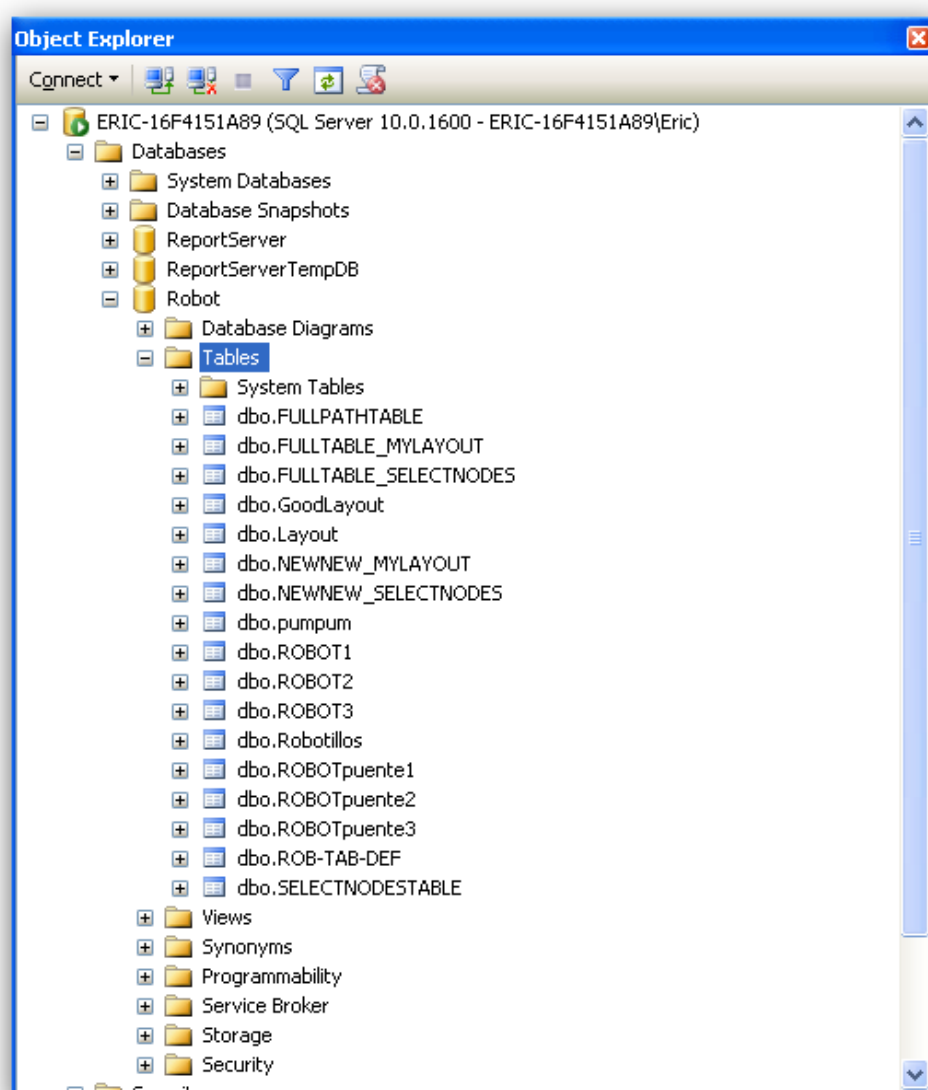 Object Explorer
Connect
ERIC-16F4151A89 (SQL Server 10.0.1600 - ERIC-16F4151A89\Eric)
Databases
System Databases
Database Snapshots
ReportServer
ReportServerTempDB
Robot
Database Diagrams
Tables
System Tables
dbo.FULLPATHTABLE
dbo.FULLTABLE_MYLAYOUT
dbo.FULLTABLE_SELECTNODES
dbo.GoodLayout
dbo.Layout
dbo.NEWNEW_MYLAYOUT
dbo.NEWNEW_SELECTNODES
dbo.pumpum
dbo.ROBOT1
dbo.ROBOT2
dbo.ROBOT3
dbo.Robotillos
dbo.ROBOTpuente1
dbo.ROBOTpuente2
dbo.ROBOTpuente3
dbo.ROB-TAB-DEF
dbo.SELECTNODESTABLE
Views
Synonyms
Programmability
Service Broker
Storage
Security